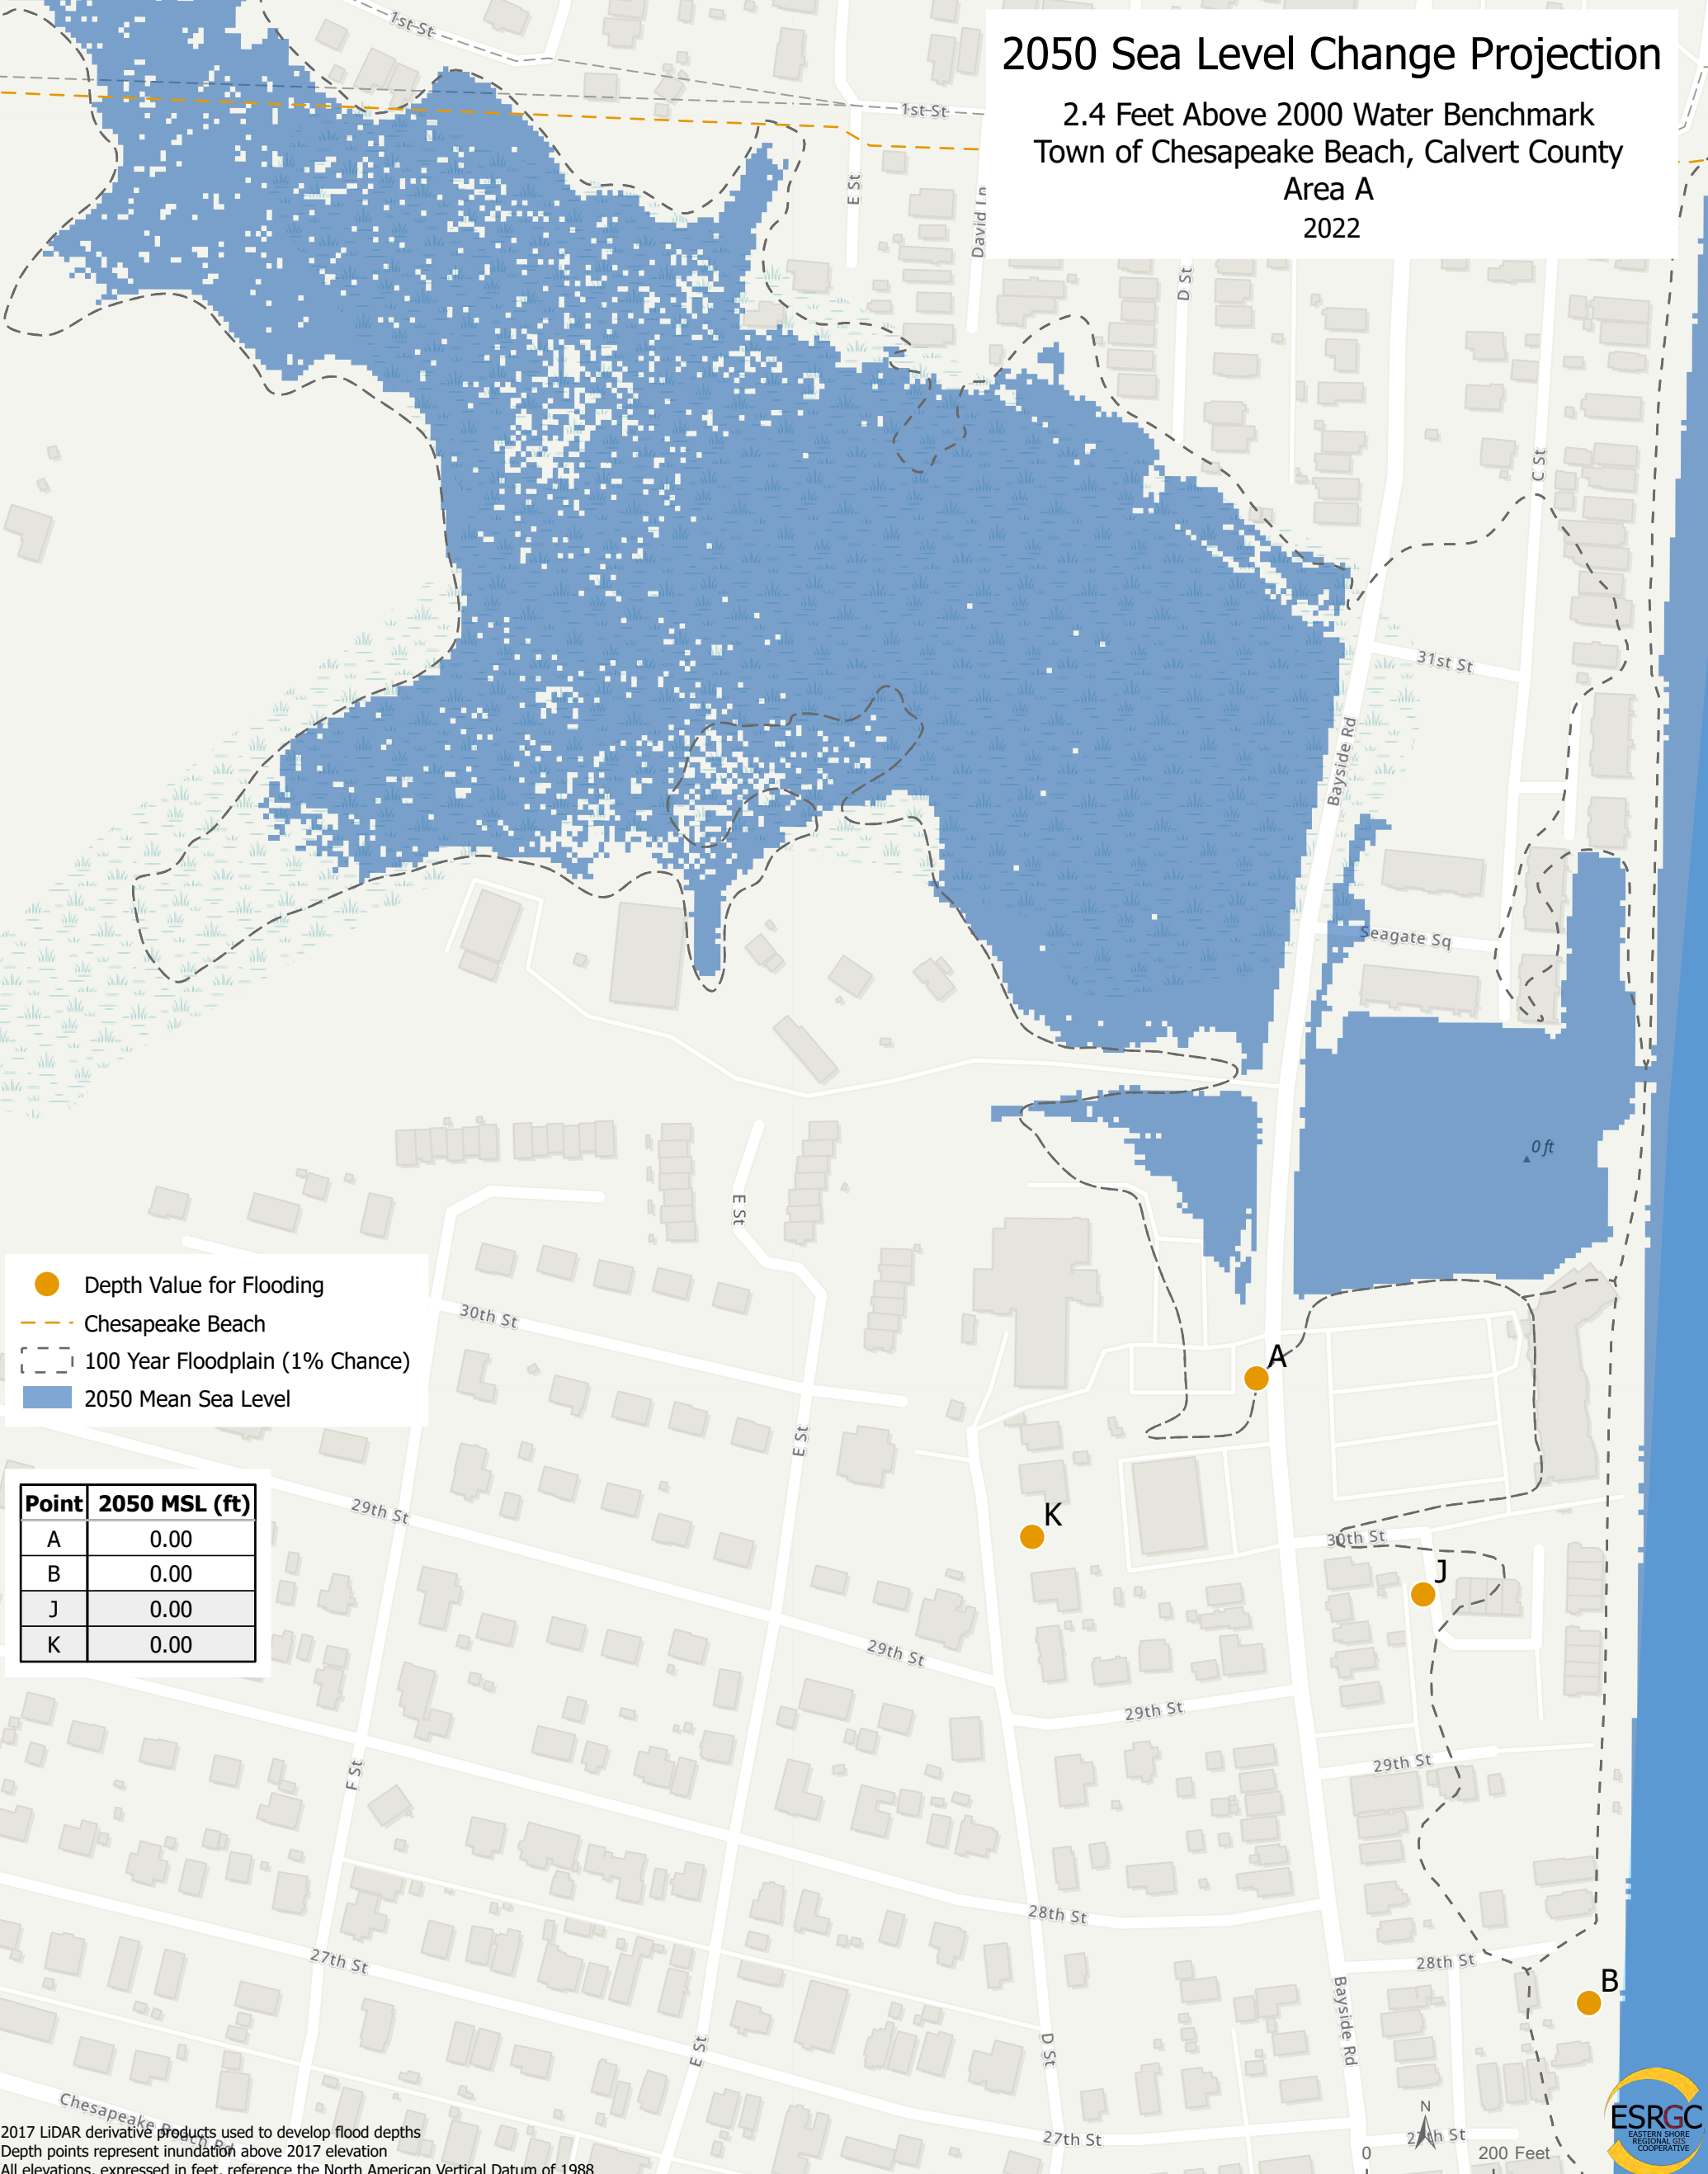 2050 Sea Level Change Projection
2.4 Feet Above 2000 Water Benchmark
Town of Chesapeake Beach, Calvert County
Area A
2022
1st St
1st St
E St
David Ln
D St
C St
31st St
Bayside Rd
Seagate Sq
0 ft
E St
Depth Value for Flooding
Chesapeake Beach
100 Year Floodplain (1% Chance)
2050 Mean Sea Level
30th St
A
E St
Point 2050 MSL (ft)
A 0.00
B 0.00
J 0.00
K 0.00
29th St
K
30th St
J
29th St
29th St
29th St
F St
28th St
27th St
28th St
B
Bayside Rd
E St
D St
Chesapeake Beach Rd
27th St
27th St
N
0 200 Feet
ESRGC
EASTERN SHORE
REGIONAL GIS
COOPERATIVE
2017 LiDAR derivative products used to develop flood depths
Depth points represent inundation above 2017 elevation
All elevations, expressed in feet, reference the North American Vertical Datum of 1988